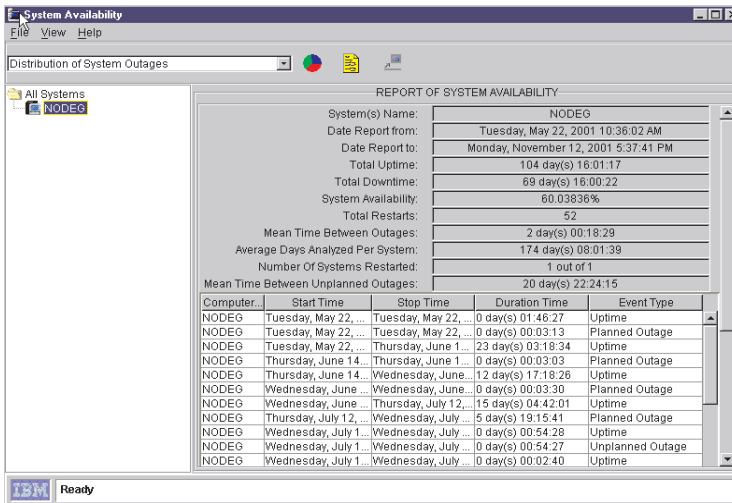 System Availability
File View Help
Distribution of System Outages
All Systems
NODEG
REPORT OF SYSTEM AVAILABILITY
System(s) Name: NODEG
Date Report from: Tuesday, May 22, 2001 10:36:02 AM
Date Report to: Monday, November 12, 2001 5:37:41 PM
Total Uptime: 104 day(s) 16:01:17
Total Downtime: 69 day(s) 16:00:22
System Availability: 60.03836%
Total Restarts: 52
Mean Time Between Outages: 2 day(s) 00:18:29
Average Days Analyzed Per System: 174 day(s) 08:01:39
Number Of Systems Restarted: 1 out of 1
Mean Time Between Unplanned Outages: 20 day(s) 22:24:15
Computer... Start Time Stop Time Duration Time Event Type
NODEG Tuesday, May 22, ... Tuesday, May 22, ... 0 day(s) 01:46:27 Uptime
NODEG Tuesday, May 22, ... Tuesday, May 22, ... 0 day(s) 00:03:13 Planned Outage
NODEG Tuesday, May 22, ... Thursday, June 1... 23 day(s) 03:18:34 Uptime
NODEG Thursday, June 14... Thursday, June 1... 0 day(s) 00:03:03 Planned Outage
NODEG Thursday, June 14... Wednesday, June... 12 day(s) 17:18:26 Uptime
NODEG Wednesday, June ... Wednesday, June... 0 day(s) 00:03:30 Planned Outage
NODEG Wednesday, June ... Thursday, July 12,... 15 day(s) 04:42:01 Uptime
NODEG Thursday, July 12, ... Wednesday, July ... 5 day(s) 19:15:41 Planned Outage
NODEG Wednesday, July 1... Wednesday, July ... 0 day(s) 00:54:28 Uptime
NODEG Wednesday, July 1... Wednesday, July ... 0 day(s) 00:54:27 Unplanned Outage
NODEG Wednesday, July 1... Wednesday, July ... 0 day(s) 00:02:40 Uptime
IBM Ready